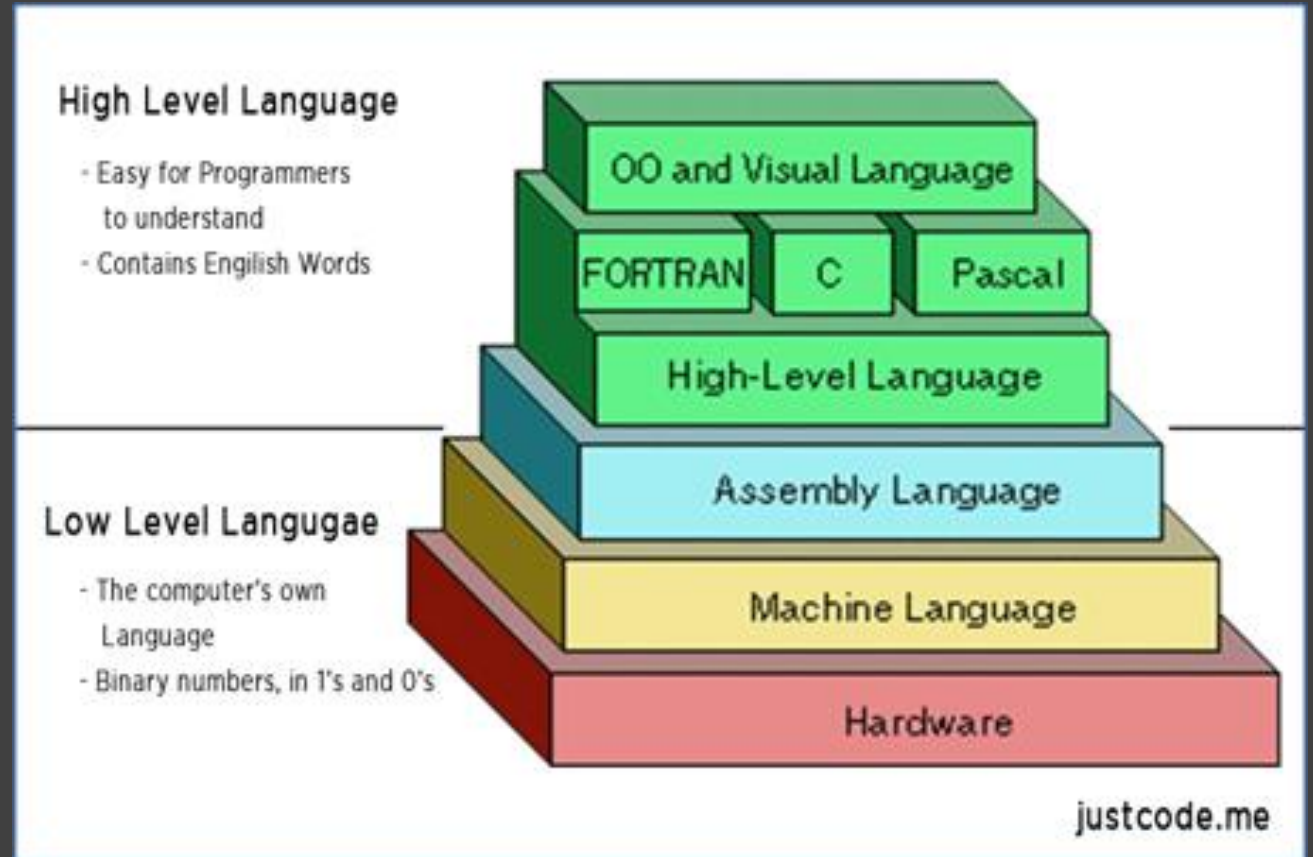 High Level Language
- Easy for Programmers
to understand
- Contains Engilish Words
OO and Visual Language
FORTRAN
C
Pascal
High-Level Language
Low Level Langugae
- The computer's own
Language
- Binary numbers, in 1's and 0's
Assembly Language
Machine Language
Hardware
justcode.me